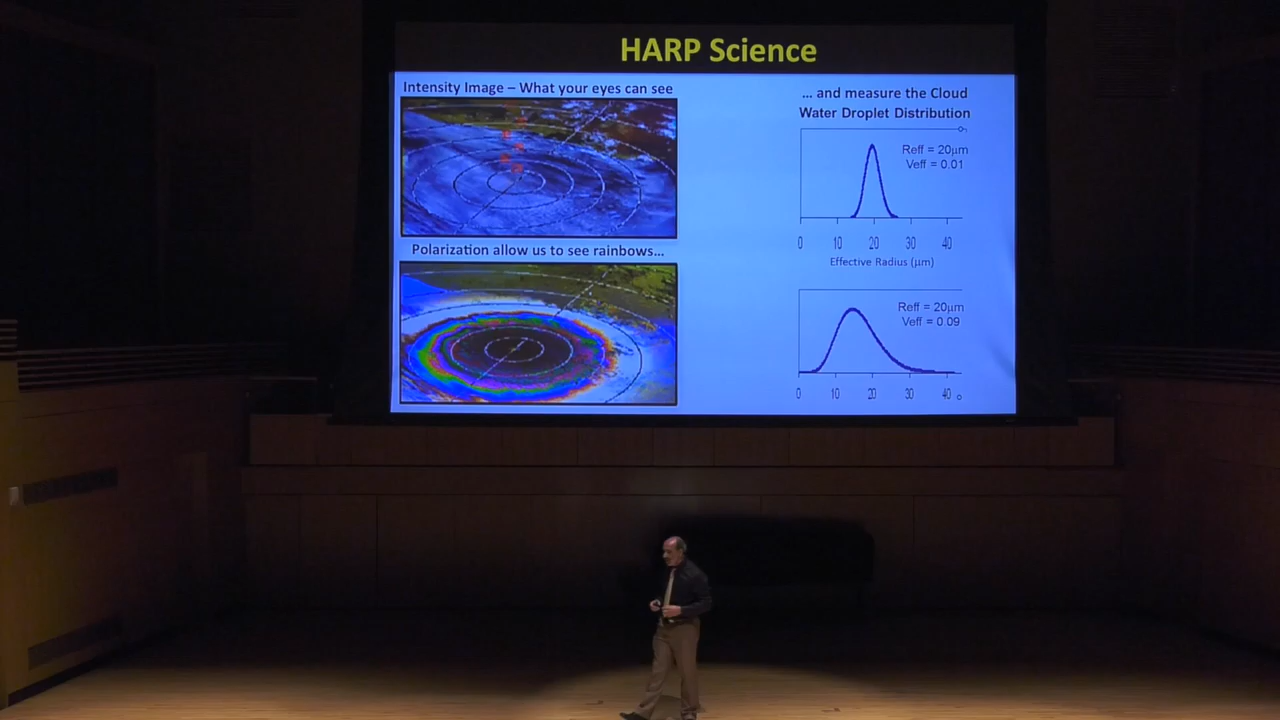 HARP Science
Intensity Image – What your eyes can see
Polarization allow us to see rainbows...
... and measure the Cloud
Water Droplet Distribution
Reff = 20µm
Veff = 0.01
0 10 20 30 40
Effective Radius (µm)
Reff = 20µm
Veff = 0.09
0 10 20 30 40